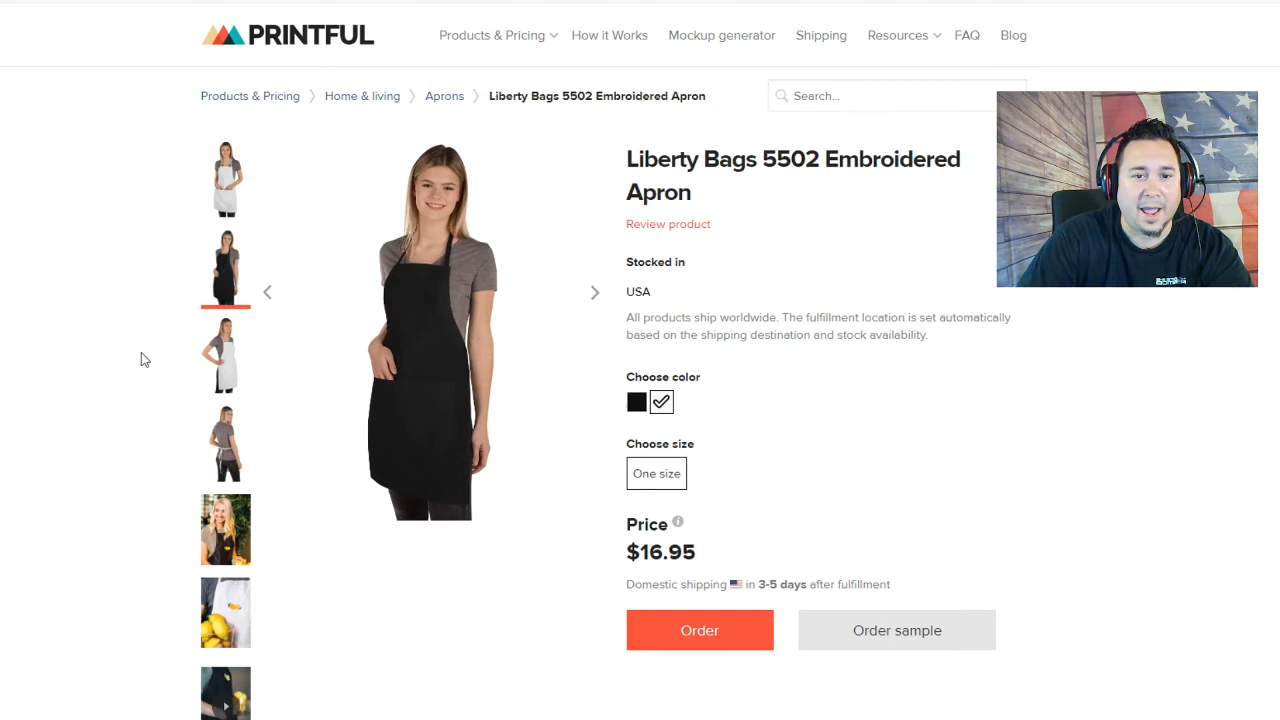 PRINTFUL
Products & Pricing
How it Works
Mockup generator
Shipping
Resources
FAQ
Blog
Products & Pricing
Home & living
Aprons
Liberty Bags 5502 Embroidered Apron
Search...
Liberty Bags 5502 Embroidered
Apron
Review product
Stocked in
USA
All products ship worldwide. The fulfillment location is set automatically
based on the shipping destination and stock availability.
Choose color
Choose size
One size
Price
$16.95
Domestic shipping in 3-5 days after fulfillment
Order
Order sample